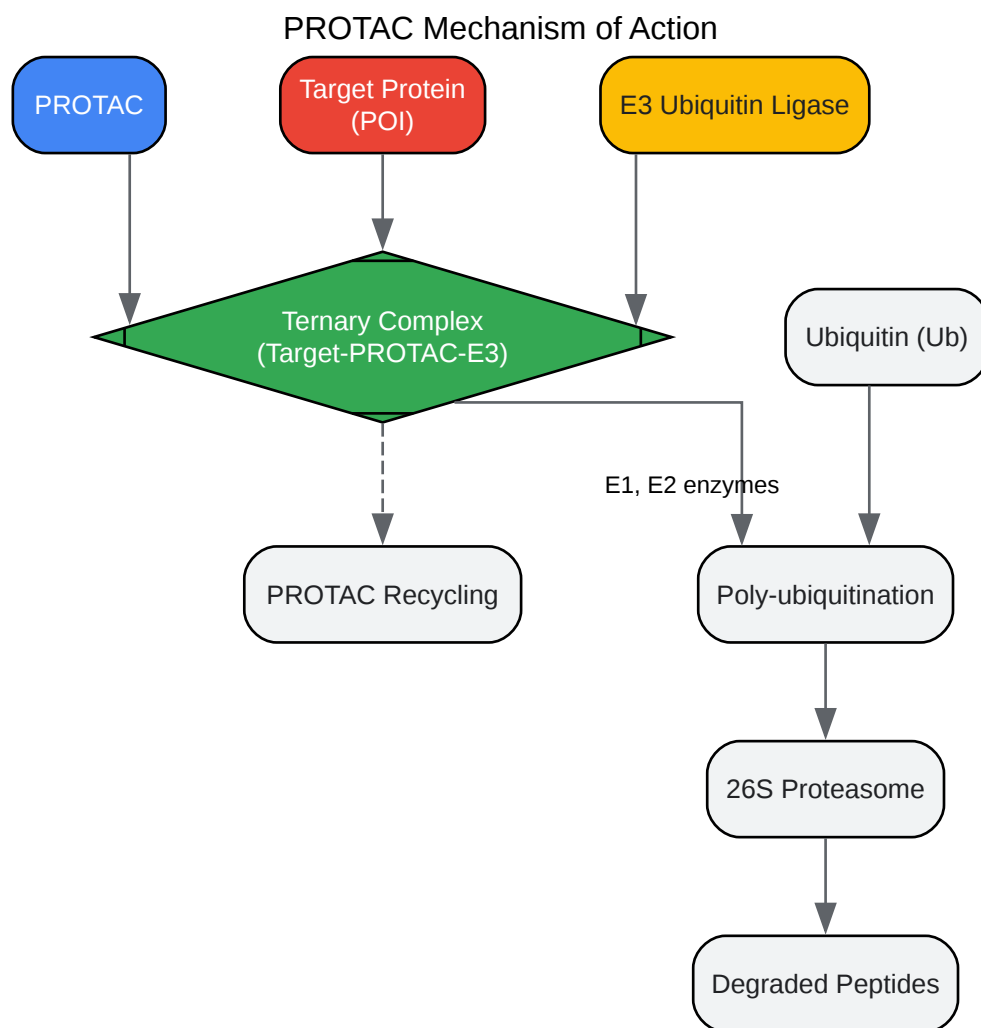 PROTAC Mechanism of Action
PROTAC
Target Protein
(POI)
E3 Ubiquitin Ligase
Ternary Complex
(Target-PROTAC-E3)
Ubiquitin (Ub)
E1, E2 enzymes
PROTAC Recycling
Poly-ubiquitination
26S Proteasome
Degraded Peptides